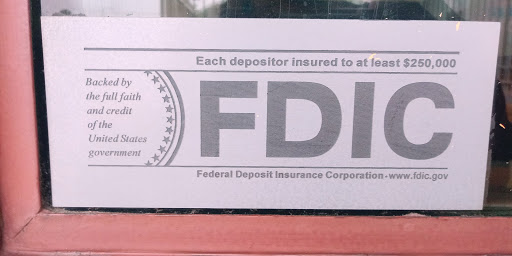 Each depositor insured to at least $250,000
Backed by
the full faith
and credit
of the
United States
government
FDIC
Federal Deposit Insurance Corporation - www.fdic.gov